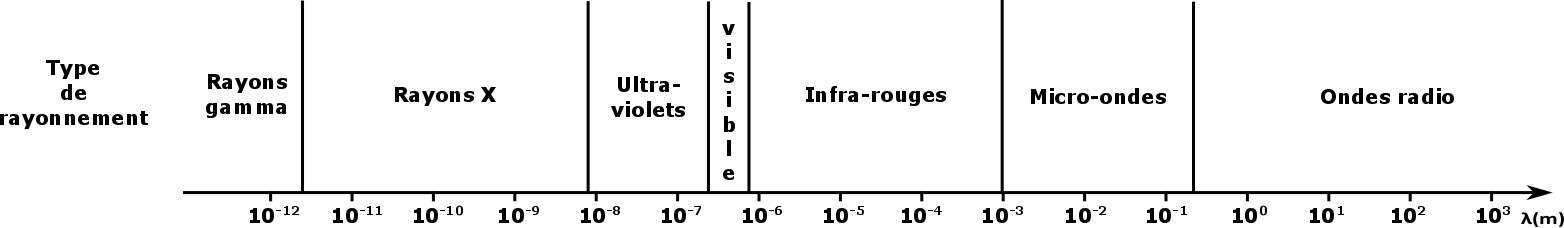 Type
de
rayonnement
Rayons
gamma
Rayons X
Ultra-
violets
v
i
s
i
b
l
e
Infra-rouges
Micro-ondes
Ondes radio
10⁻¹² 10⁻¹¹ 10⁻¹⁰ 10⁻⁹ 10⁻⁸ 10⁻⁷ 10⁻⁶ 10⁻⁵ 10⁻⁴ 10⁻³ 10⁻² 10⁻¹ 10⁰ 10¹ 10² 10³ λ(m)